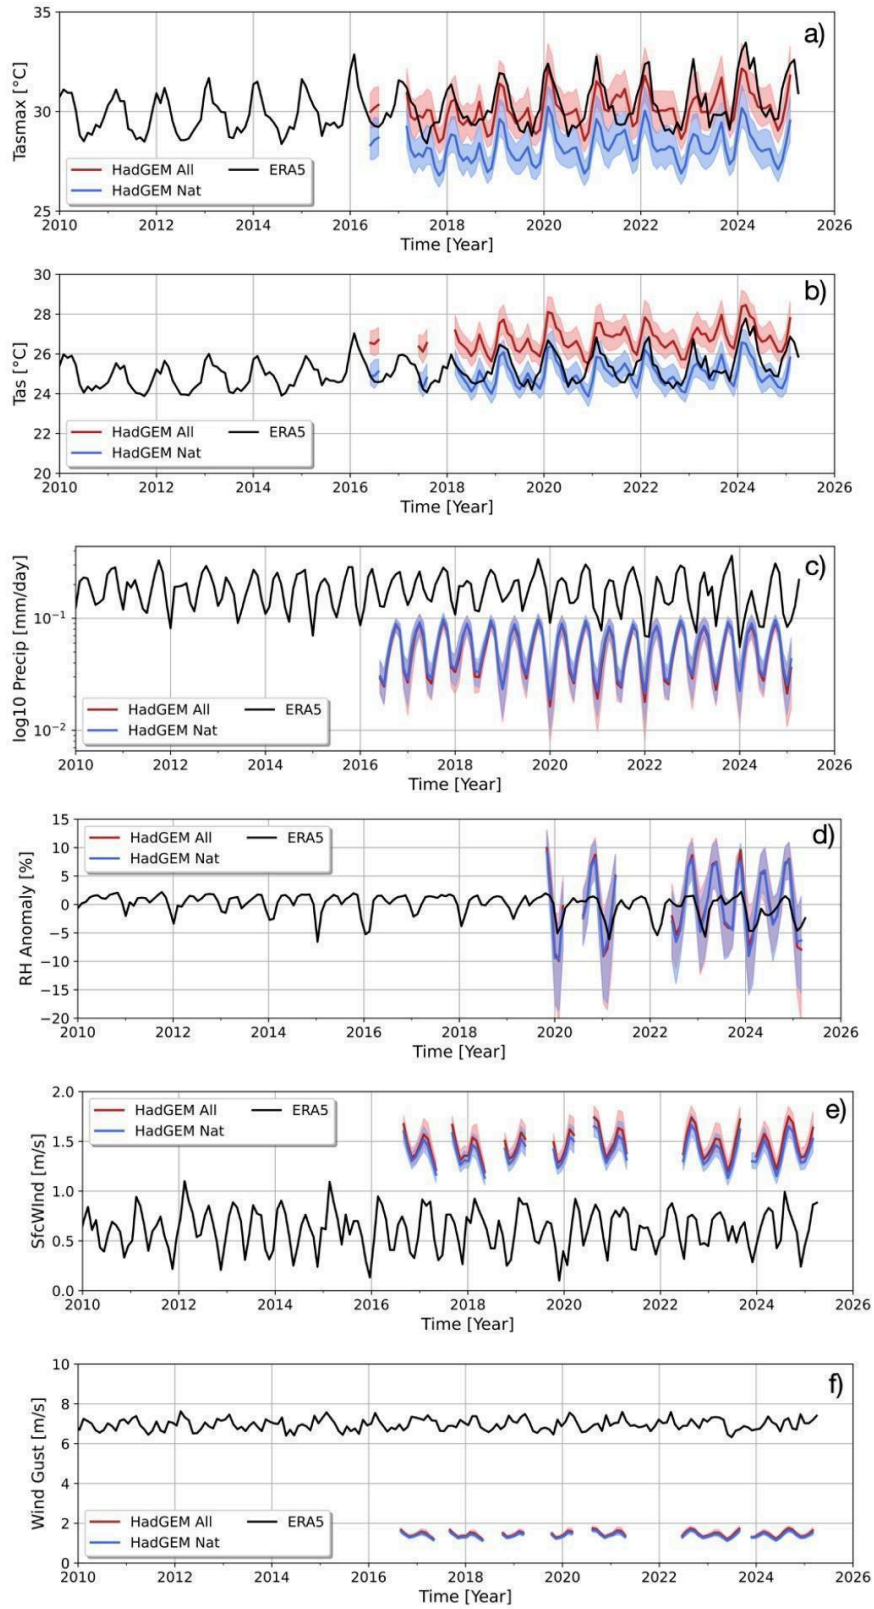 a)
35
30
25
Tasmax [°C]
HadGEM All
HadGEM Nat
ERA5
2010 2012 2014 2016 2018 2020 2022 2024 2026
Time [Year]
b)
30
28
26
24
22
20
Tas [°C]
HadGEM All
HadGEM Nat
ERA5
2010 2012 2014 2016 2018 2020 2022 2024 2026
Time [Year]
c)
10⁻¹
10⁻²
log10 Precip [mm/day]
HadGEM All
HadGEM Nat
ERA5
2010 2012 2014 2016 2018 2020 2022 2024 2026
Time [Year]
d)
15
10
5
0
−5
−10
−15
−20
RH Anomaly [%]
HadGEM All
HadGEM Nat
ERA5
2010 2012 2014 2016 2018 2020 2022 2024 2026
Time [Year]
e)
2.0
1.5
1.0
0.5
0.0
SfcWInd [m/s]
HadGEM All
HadGEM Nat
ERA5
2010 2012 2014 2016 2018 2020 2022 2024 2026
Time [Year]
f)
10
8
6
4
2
0
Wind Gust [m/s]
HadGEM All
HadGEM Nat
ERA5
2010 2012 2014 2016 2018 2020 2022 2024 2026
Time [Year]